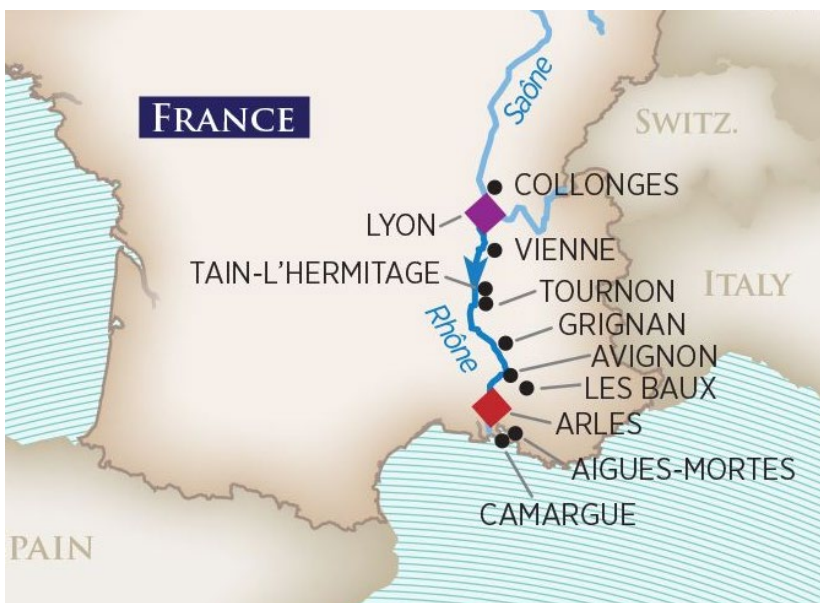 Saône
SWITZ.
FRANCE
COLLONGES
LYON
VIENNE
TAIN-L'HERMITAGE
TOURNON
ITALY
GRIGNAN
Rhône
AVIGNON
LES BAUX
ARLES
AIGUES-MORTES
CAMARGUE
PAIN